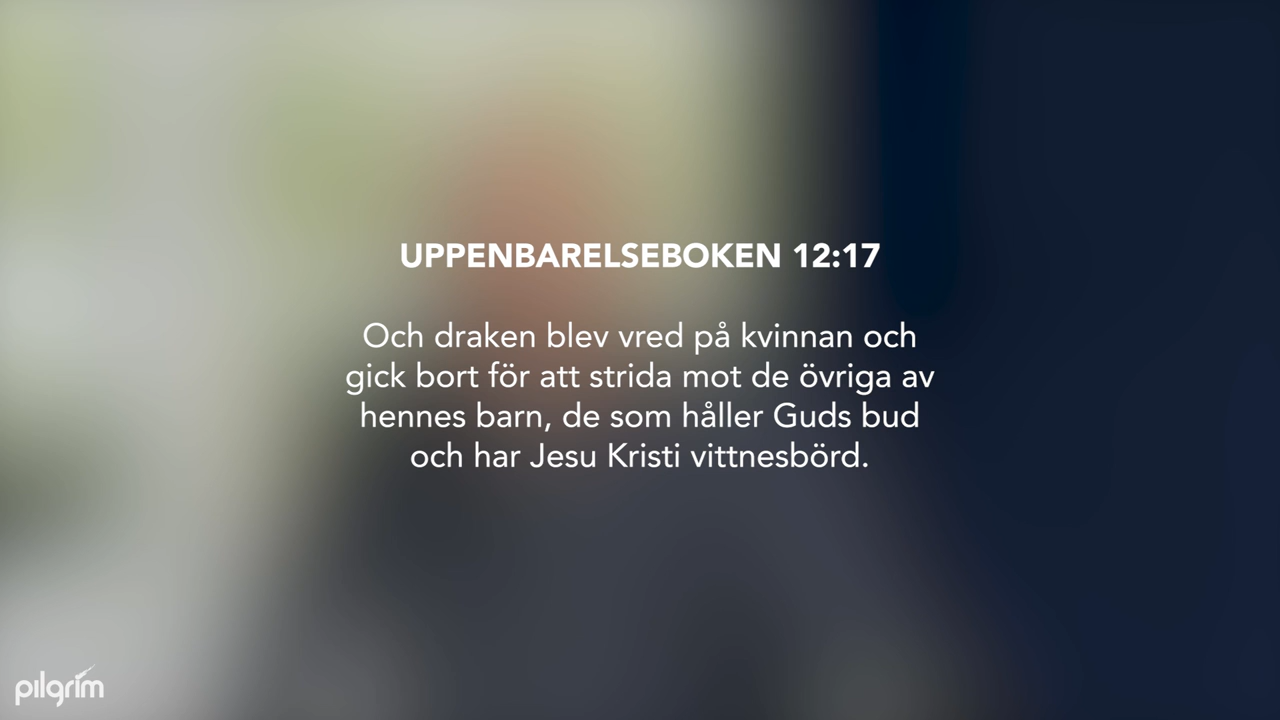 UPPENBARELSEBOKEN 12:17
Och draken blev vred på kvinnan och
gick bort för att strida mot de övriga av
hennes barn, de som håller Guds bud
och har Jesu Kristi vittnesbörd.
pilgrim